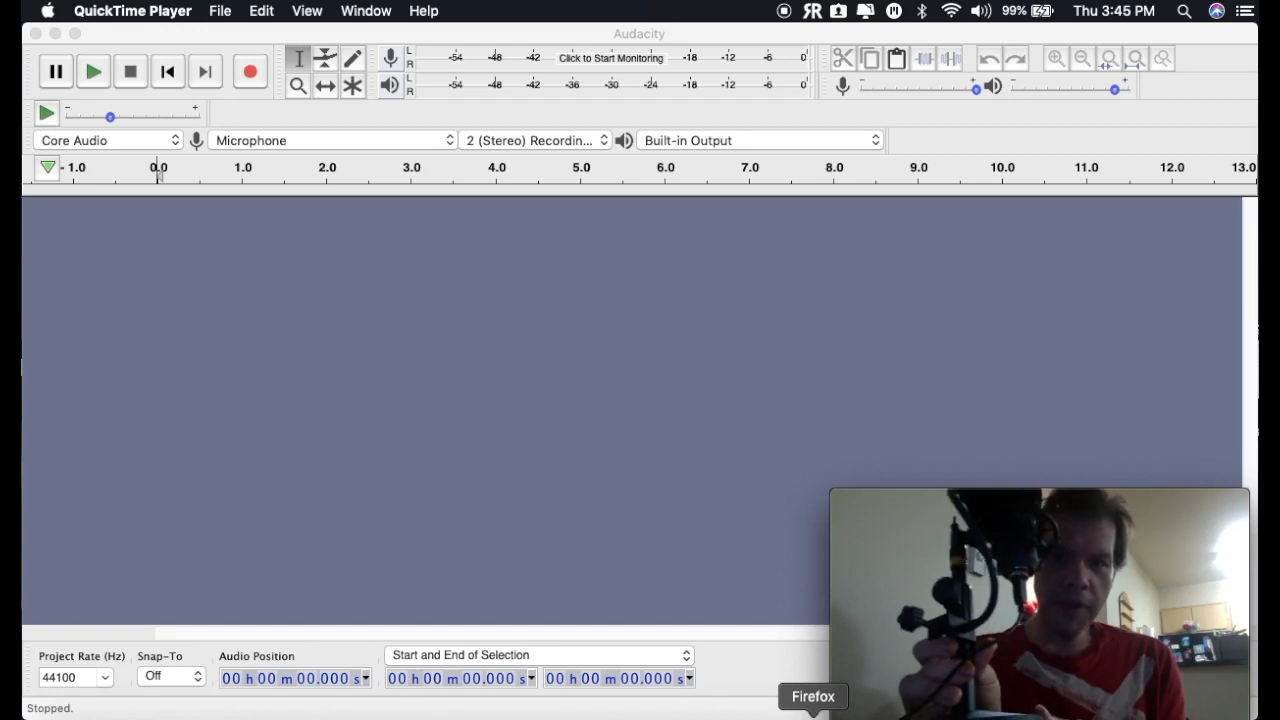 QuickTime Player File Edit View Window Help 99% Thu 3:45 PM
Audacity
L R -54 -48 -42 Click to Start Monitoring -18 -12 -6 0
L R -54 -48 -42 -36 -30 -24 -18 -12 -6 0
Core Audio Microphone 2 (Stereo) Recordin... Built-in Output
- 1.0 0.0 1.0 2.0 3.0 4.0 5.0 6.0 7.0 8.0 9.0 10.0 11.0 12.0 13.0
Project Rate (Hz) Snap-To Audio Position Start and End of Selection
44100 Off 00 h 00 m 00.000 s 00 h 00 m 00.000 s 00 h 00 m 00.000 s
Firefox
Stopped.